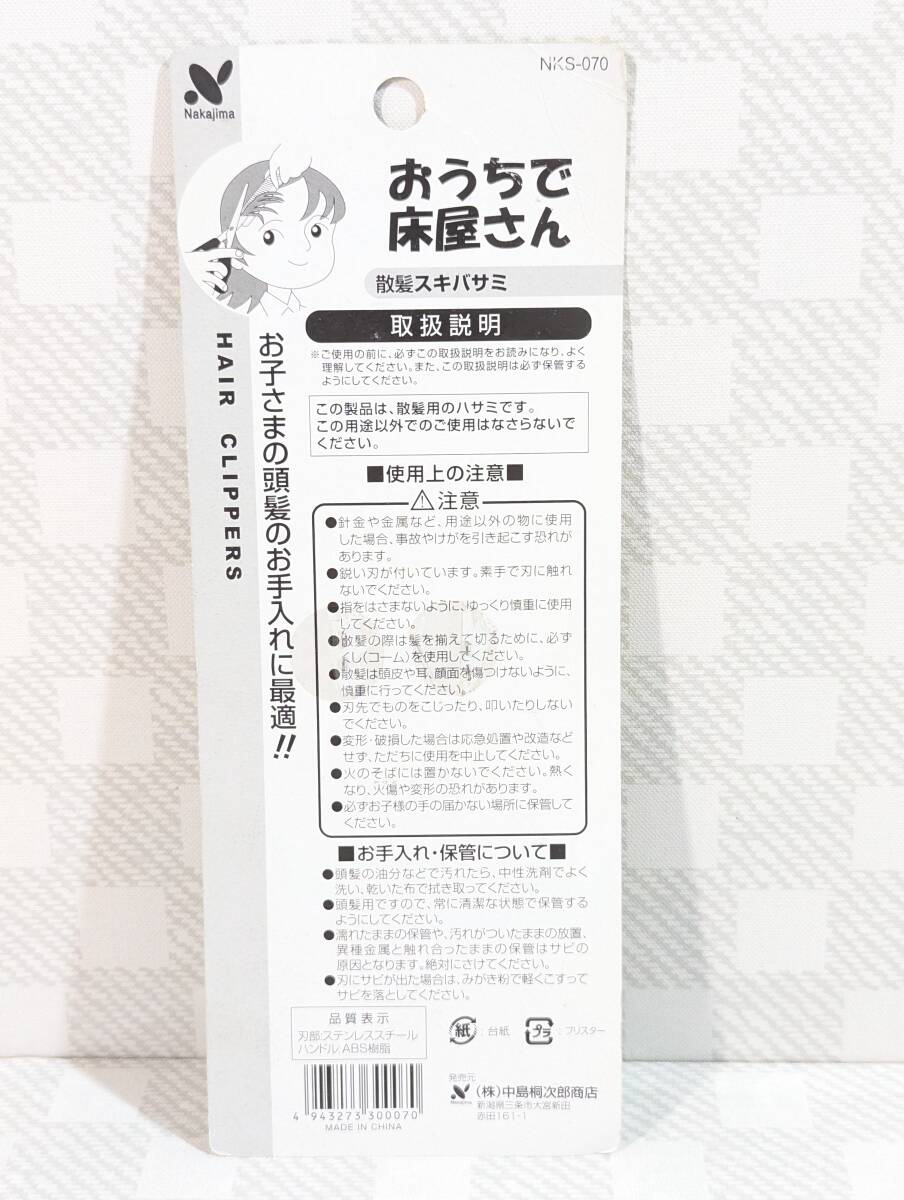 NKS-070
Nakajima
おうちで
床屋さん
散髪スキバサミ
HAIR CLIPPERS
お子さまの頭髪のお手入れに最適!!
取扱説明
※ご使用の前に、必ずこの取扱説明をお読みになり、よく
理解してください。また、この取扱説明は必ず保管する
ようにしてください。
この製品は、散髪用のハサミです。
この用途以外でのご使用はなさらないで
ください。
■使用上の注意■
⚠注意
●針金や金属など、用途以外の物に使用
した場合、事故やけがを引き起こす恐れが
あります。
●鋭い刃が付いています。素手で刃に触れ
ないでください。
●指をはさまないように、ゆっくり慎重に使用
してください。
●散髪の際は髪を揃えて切るために、必ず
くし(コーム)を使用してください。
●散髪は頭皮や耳、顔面を傷つけないように、
慎重に行ってください。
●刃先でものをこじったり、叩いたりしない
でください。
●変形・破損した場合は応急処置や改造など
せず、ただちに使用を中止してください。
●火のそばには置かないでください。熱く
なり、火傷や変形の恐れがあります。
●必ずお子様の手の届かない場所に保管して
ください。
■お手入れ・保管について■
●頭髪の油分などで汚れたら、中性洗剤でよく
洗い、乾いた布で拭き取ってください。
●頭髪用ですので、常に清潔な状態で保管する
ようにしてください。
●濡れたままの保管や、汚れがついたままの放置、
異種金属と触れ合ったままの保管はサビの
原因となります。絶対にさけてください。
●刃にサビが出た場合は、みがき粉で軽くこすって
サビを落としてください。
品質表示
刃部:ステンレススチール
ハンドル:ABS樹脂
紙:台紙
プラ:ブリスター
4 943273 300070
MADE IN CHINA
発売元
Nakajima
(株)中島桐次郎商店
新潟県三条市大宮新田
赤田161-1